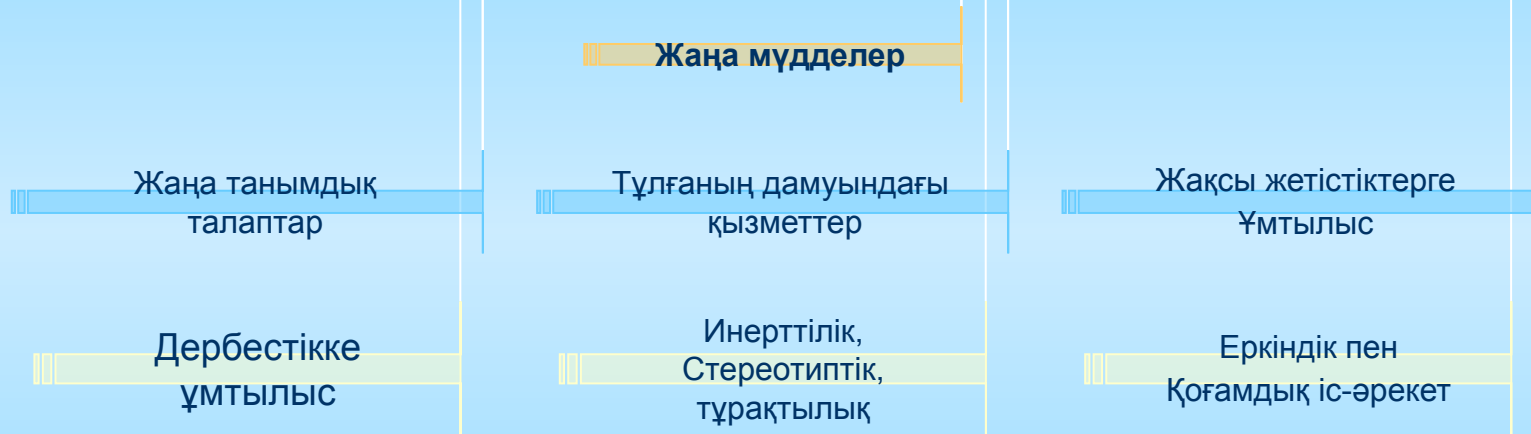 Жаңа мүдделер
Жаңа танымдық
талаптар
Тұлғаның дамуындағы
қызметтер
Жақсы жетістіктерге
Ұмтылыс
Дербестікке
ұмтылыс
Инерттілік,
Стереотиптік,
тұрақтылық
Еркіндік пен
Қоғамдық іс-әрекет